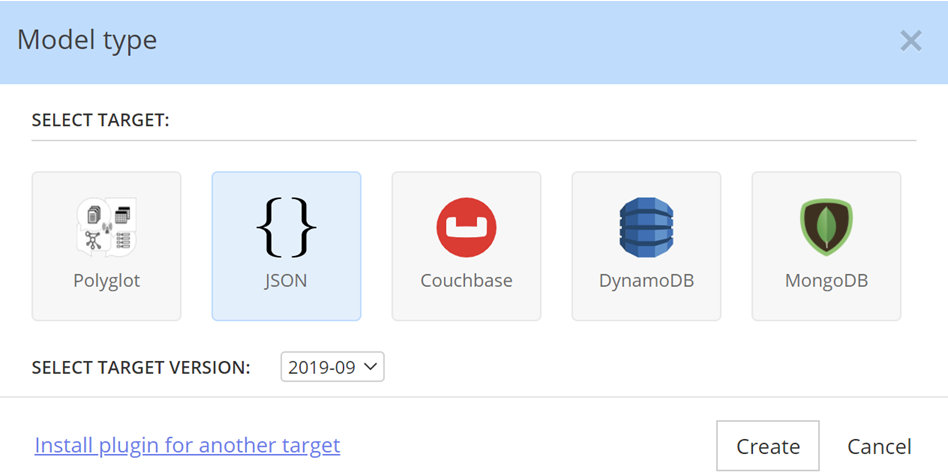 Model type
SELECT TARGET:
Polyglot JSON Couchbase DynamoDB MongoDB
SELECT TARGET VERSION: 2019-09
Install plugin for another target Create Cancel